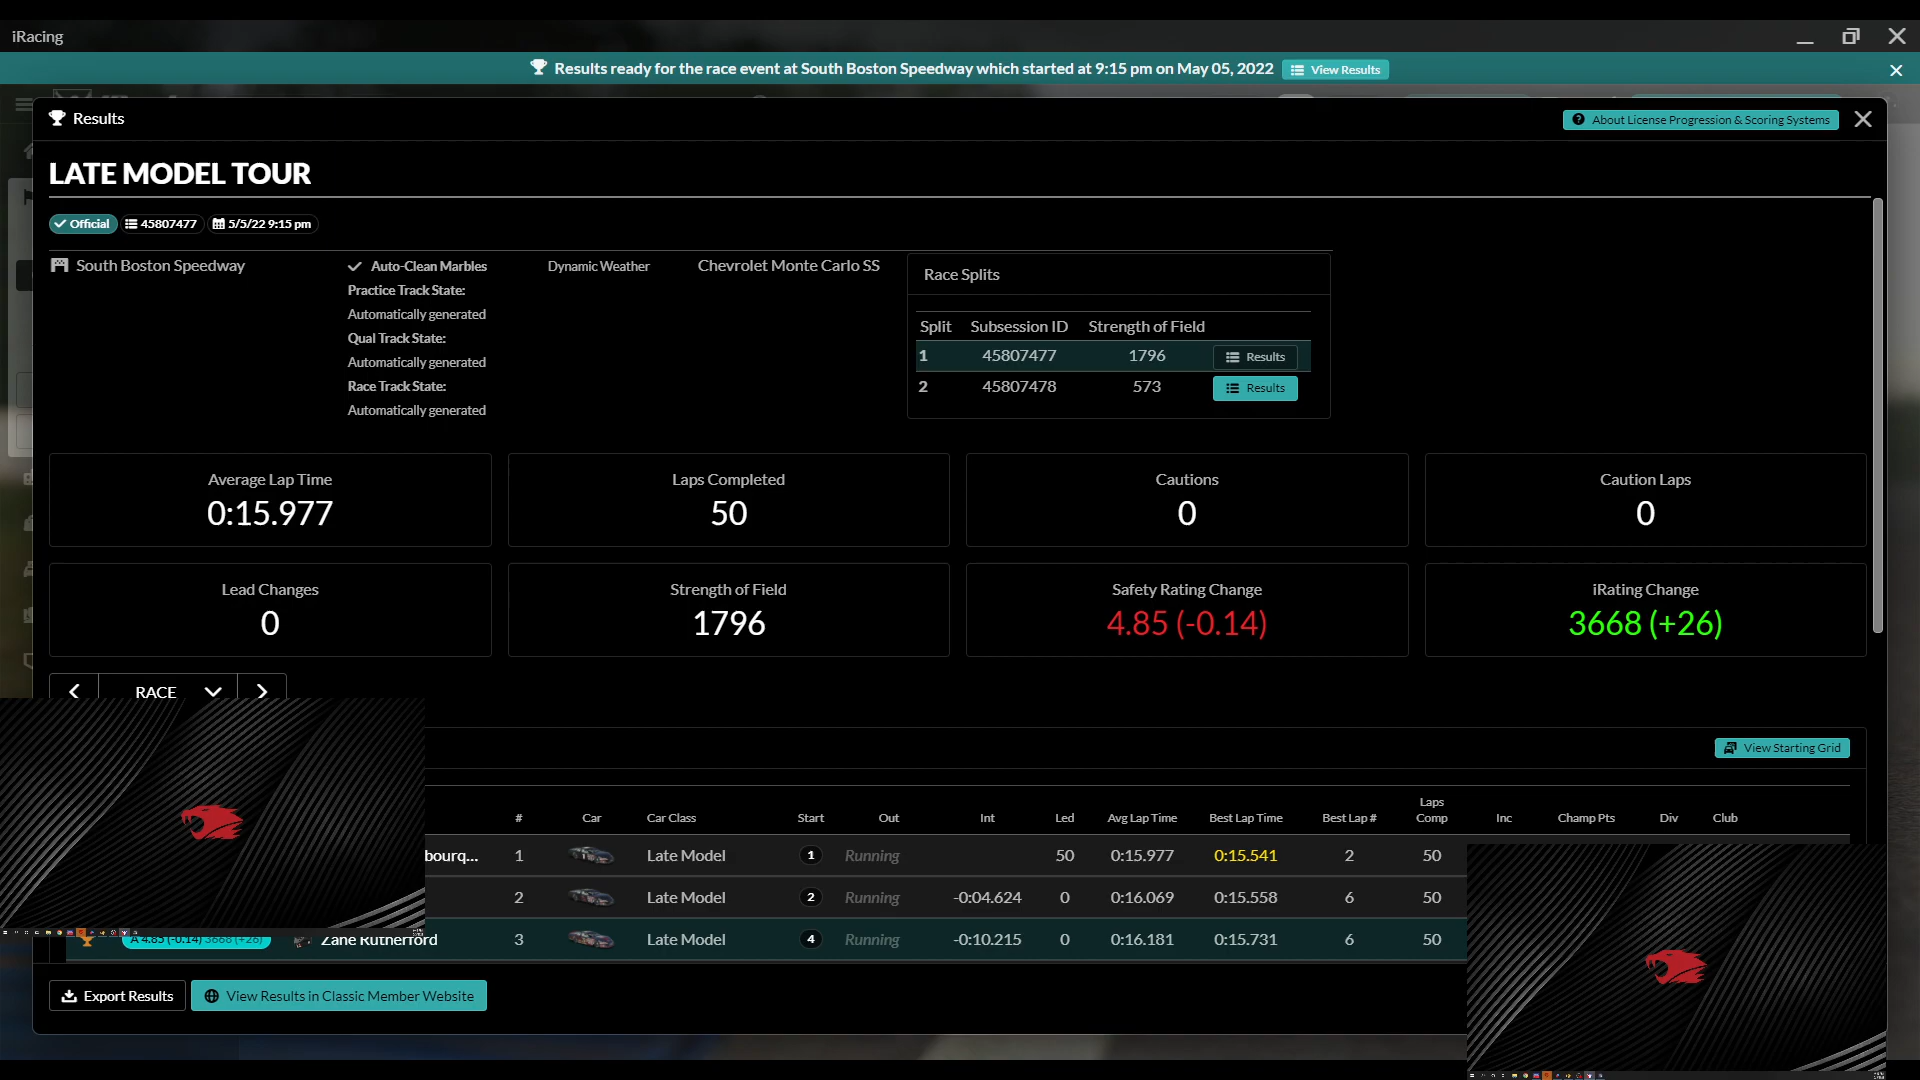 iRacing
Results ready for the race event at South Boston Speedway which started at 9:15 pm on May 05, 2022 View Results
Results
About License Progression & Scoring Systems
LATE MODEL TOUR
Official 45807477 5/5/22 9:15 pm
South Boston Speedway
Auto-Clean Marbles
Practice Track State:
Automatically generated
Qual Track State:
Automatically generated
Race Track State:
Automatically generated
Dynamic Weather
Chevrolet Monte Carlo SS
Race Splits
Split Subsession ID Strength of Field
1 45807477 1796 Results
2 45807478 573 Results
Average Lap Time
0:15.977
Laps Completed
50
Cautions
0
Caution Laps
0
Lead Changes
0
Strength of Field
1796
Safety Rating Change
4.85 (-0.14)
iRating Change
3668 (+26)
RACE
View Starting Grid
# Car Car Class Start Out Int Led Avg Lap Time Best Lap Time Best Lap # Laps Comp Inc Champ Pts Div Club
bourq... 1 Late Model 1 Running 50 0:15.977 0:15.541 2 50
2 Late Model 2 Running -0:04.624 0 0:16.069 0:15.558 6 50
A 4.85 (-0.14) 3668 (+26) Zane Rutherford 3 Late Model 4 Running -0:10.215 0 0:16.181 0:15.731 6 50
Export Results View Results in Classic Member Website